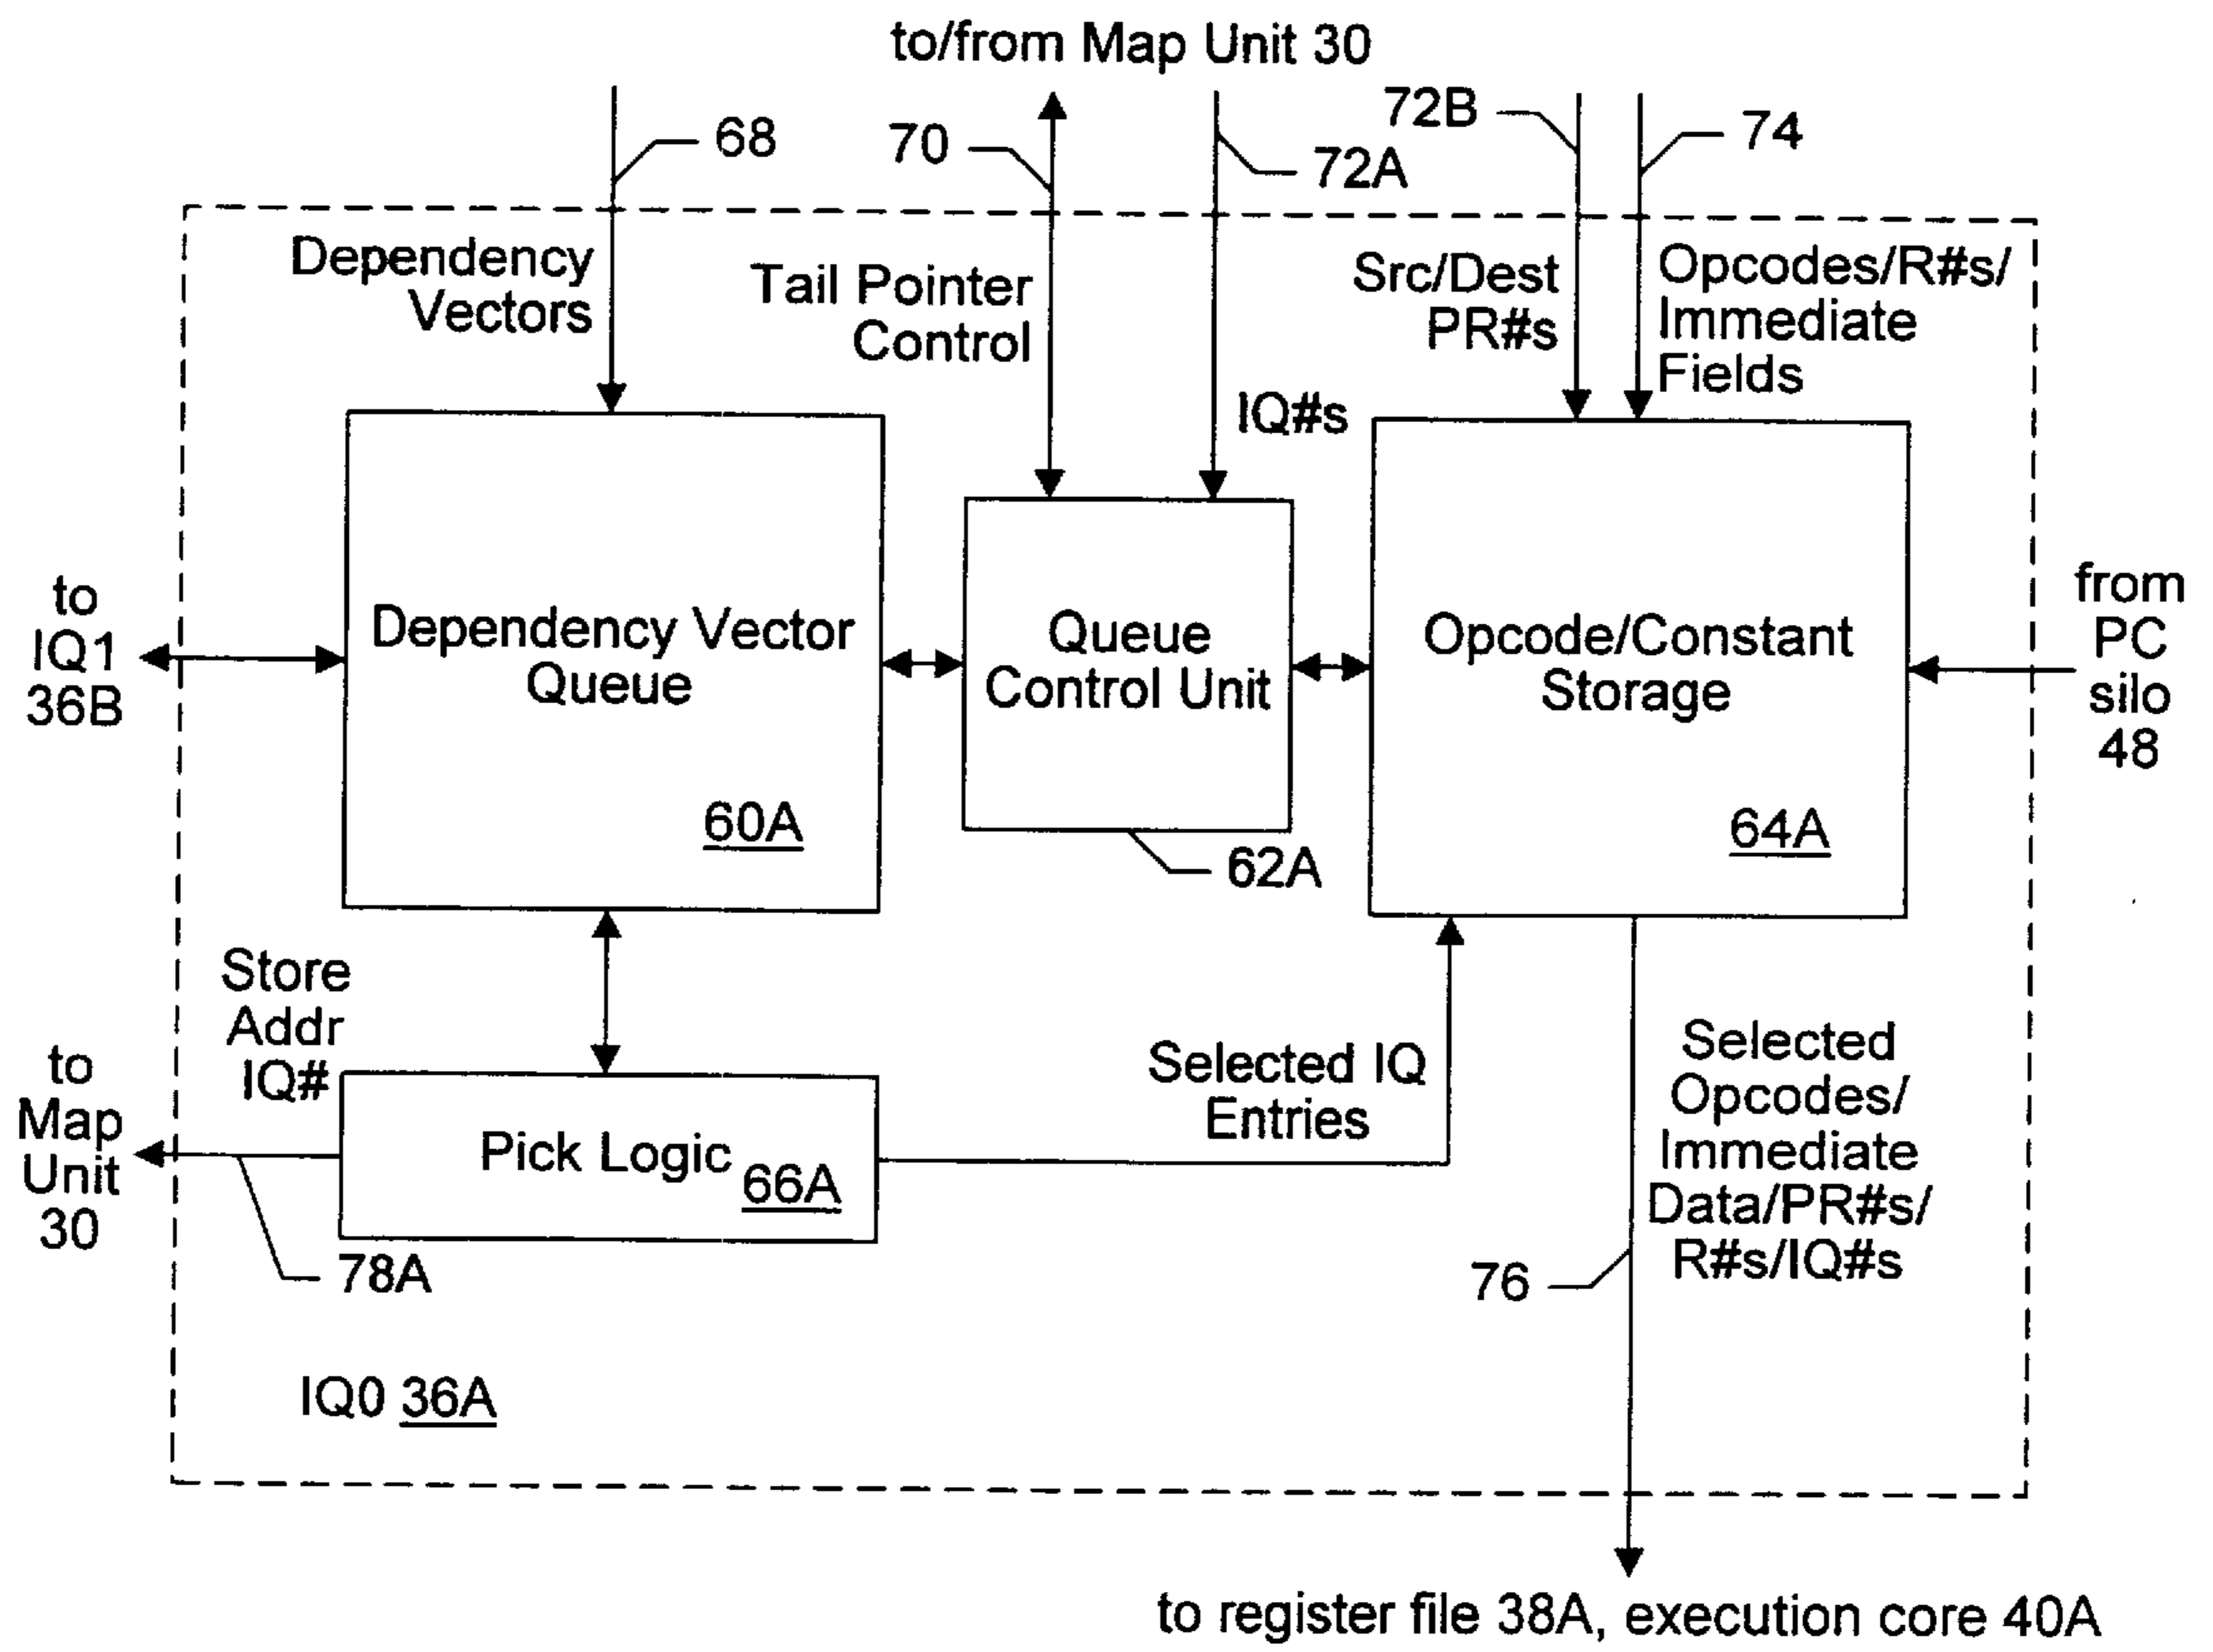 to/from Map Unit 30
68
70
72A
72B
74
Dependency
Vectors
Tail Pointer
Control
IQ#s
Src/Dest
PR#s
Opcodes/R#s/
Immediate
Fields
to
IQ1
36B
Dependency Vector
Queue
60A
Queue
Control Unit
62A
Opcode/Constant
Storage
64A
from
PC
silo
48
Store
Addr
IQ#
to
Map
Unit
30
Pick Logic
66A
78A
Selected IQ
Entries
Selected
Opcodes/
Immediate
Data/PR#s/
R#s/IQ#s
76
IQ0 36A
to register file 38A, execution core 40A